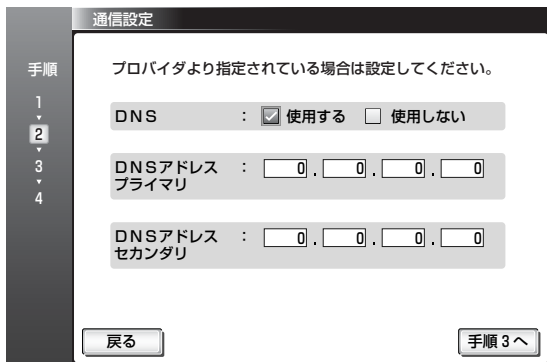 通信設定
手順
1
2
3
4
プロバイダより指定されている場合は設定してください。
DNS : 使用する 使用しない
DNSアドレス : 0 . 0 . 0 . 0
プライマリ
DNSアドレス : 0 . 0 . 0 . 0
セカンダリ
戻る 手順3へ